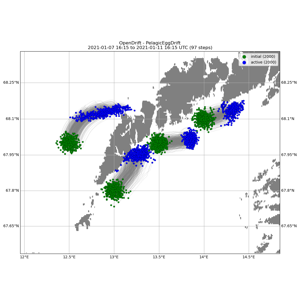 OpenDrift - PelagicEggDrift
2021-01-07 16:15 to 2021-01-11 16:15 UTC (97 steps)
initial (2000)
active (2000)
68.25°N
68.25°N
68.1°N
68.1°N
67.95°N
67.95°N
67.8°N
67.8°N
67.65°N
67.65°N
12°E
12.5°E
13°E
13.5°E
14°E
14.5°E